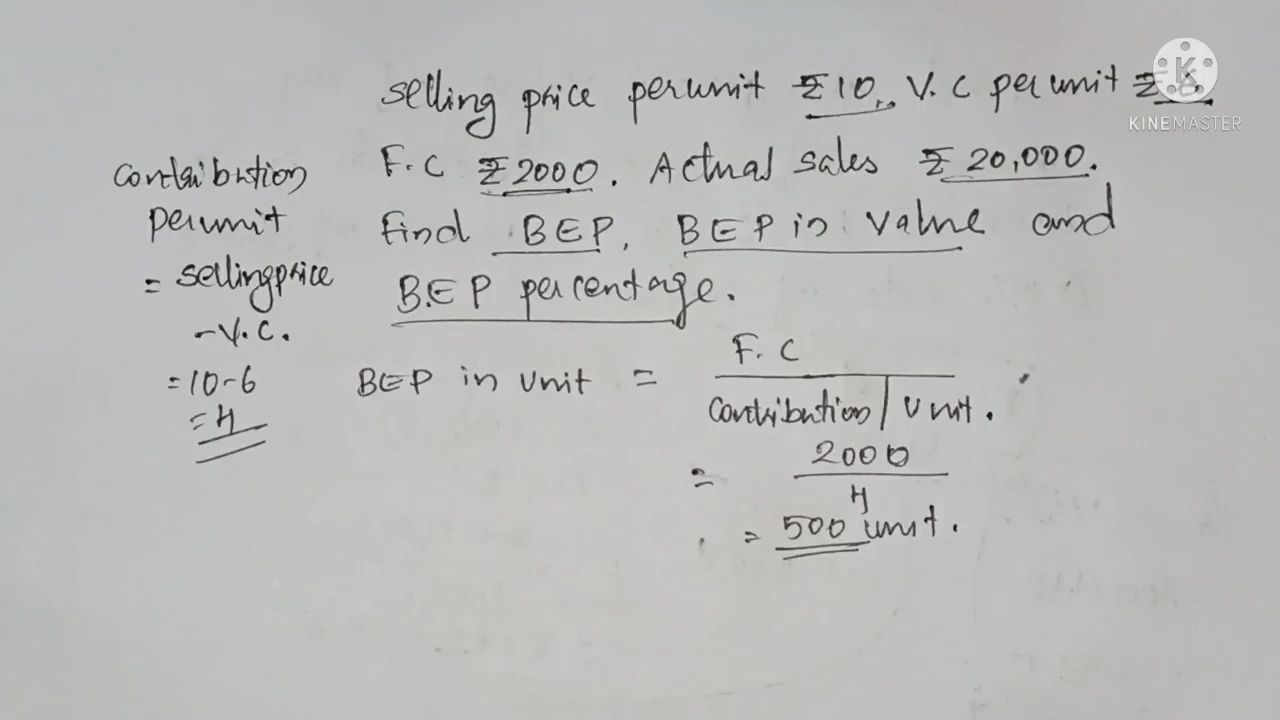 selling price per unit ₹10,, V.C per unit ₹
F.C ₹2000. Actual sales ₹20,000.
find BEP, BEP in value and
B.E P percentage.
contribution
per unit
= selling price
-V.C.
=10-6
=4
BEP in unit = F.C
contribution/unit.
= 2000
4
= 500 unit.
K
KINEMASTER